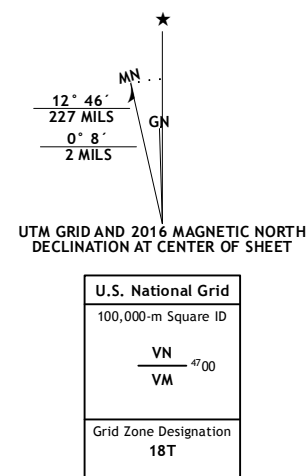 ★
MN
12° 46´
227 MILS
GN
0° 8´
2 MILS
UTM GRID AND 2016 MAGNETIC NORTH
DECLINATION AT CENTER OF SHEET
U.S. National Grid
100,000-m Square ID
VN
4700
VM
Grid Zone Designation
18T